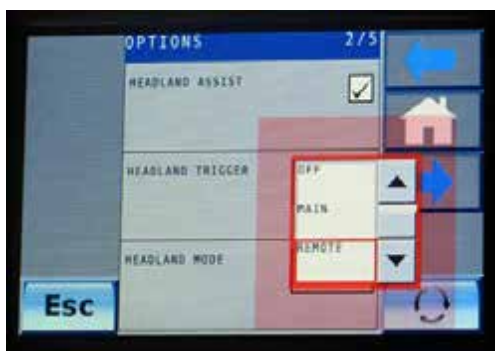 OPTIONS 2/5
HEADLAND ASSIST
HEADLAND TRIGGER
OFF
MAIN
REMOTE
HEADLAND MODE
Esc